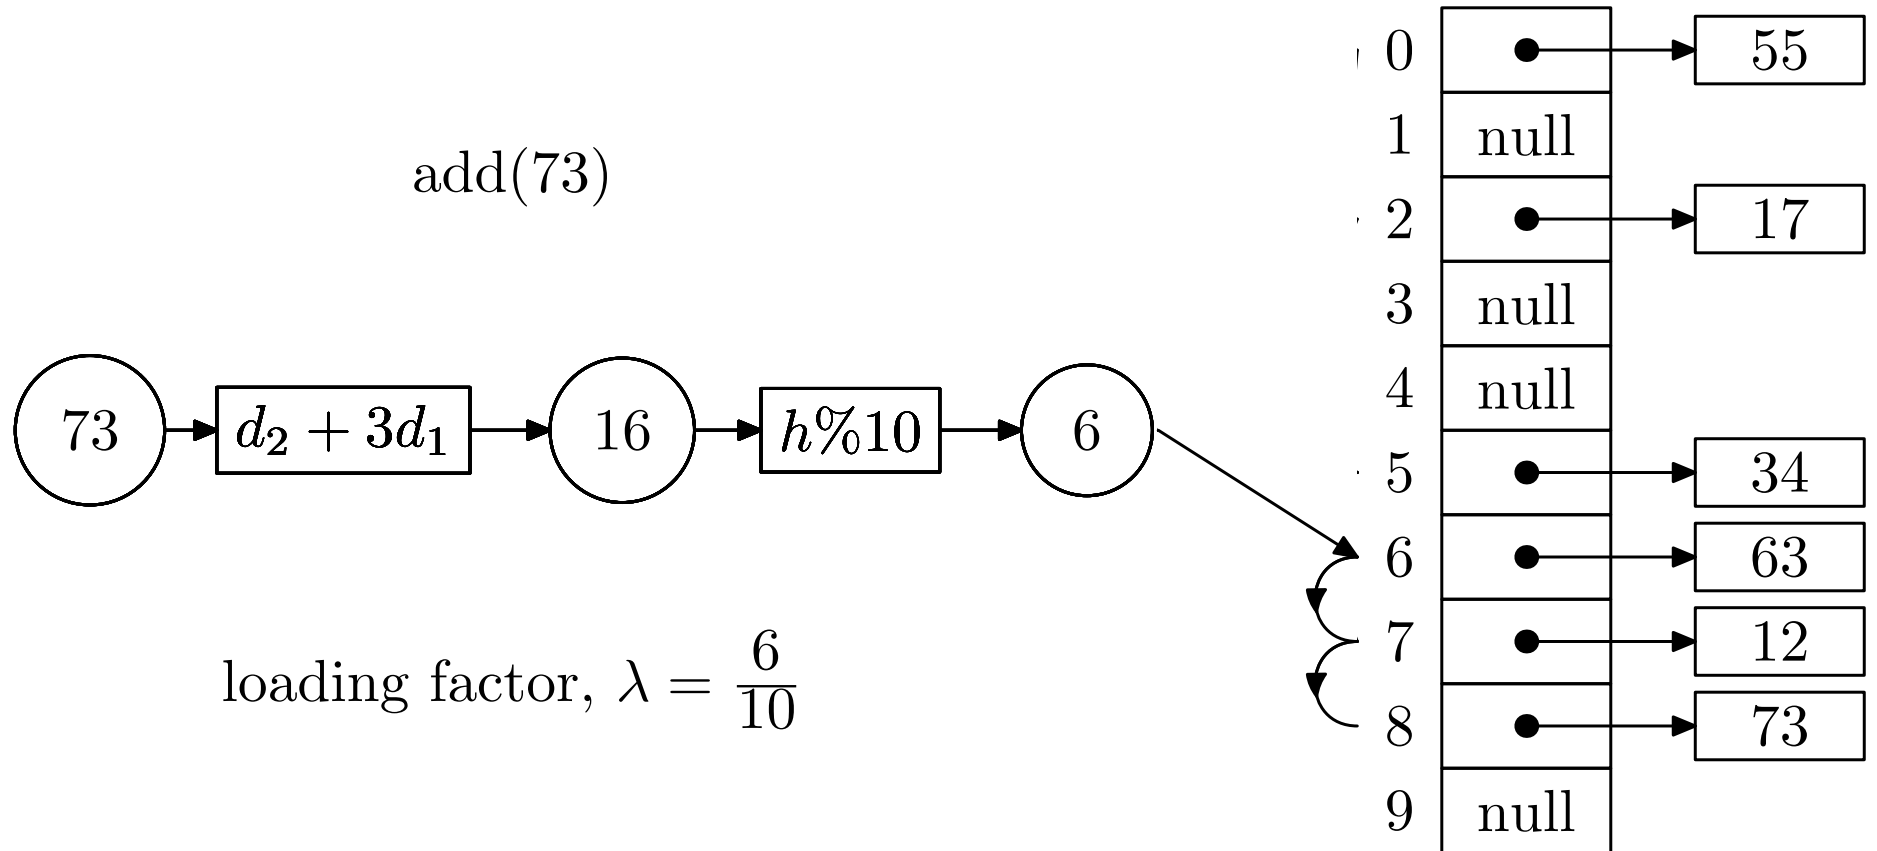 add(73)
73
d₂ + 3d₁
16
h%10
6
loading factor, λ = 6/10
0 55
1 null
2 17
3 null
4 null
5 34
6 63
7 12
8 73
9 null